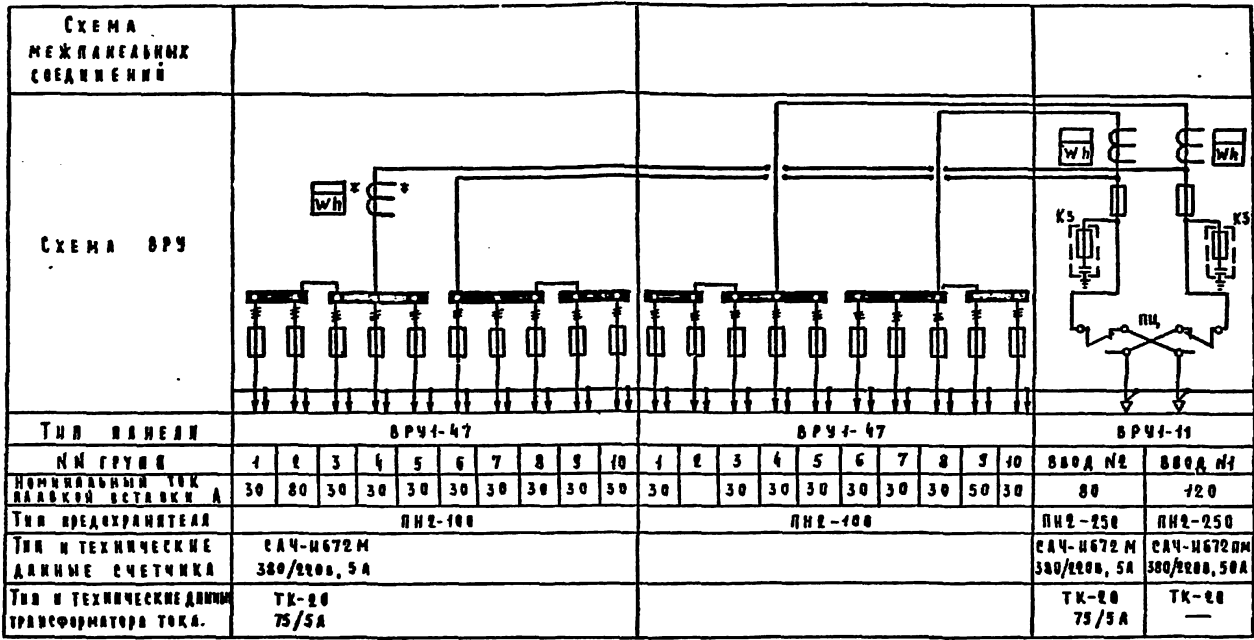 Схема
межпанельных
соединений
Схема ВРУ
Wh * *
Wh Wh
КЗ КЗ
ПЦ
Тип панели ВРУ1-47 ВРУ1-47 ВРУ1-11
NN групп 1 2 3 4 5 6 7 8 9 10 1 2 3 4 5 6 7 8 9 10 Ввод N2 Ввод N1
Номинальный ток
плавкой вставки А 30 80 30 30 30 30 30 30 30 30 30 30 30 30 30 30 30 50 30 80 120
Тип предохранителя ПН2-100 ПН2-100 ПН2-250 ПН2-250
Тип и технические САЧ-И672М САЧ-И672М САЧ-И672ПМ
данные счетчика 380/220в, 5А 380/220в, 5А 380/220в, 50А
Тип и технические данные ТК-20 ТК-20 ТК-20
трансформатора тока. 75/5А 75/5А —